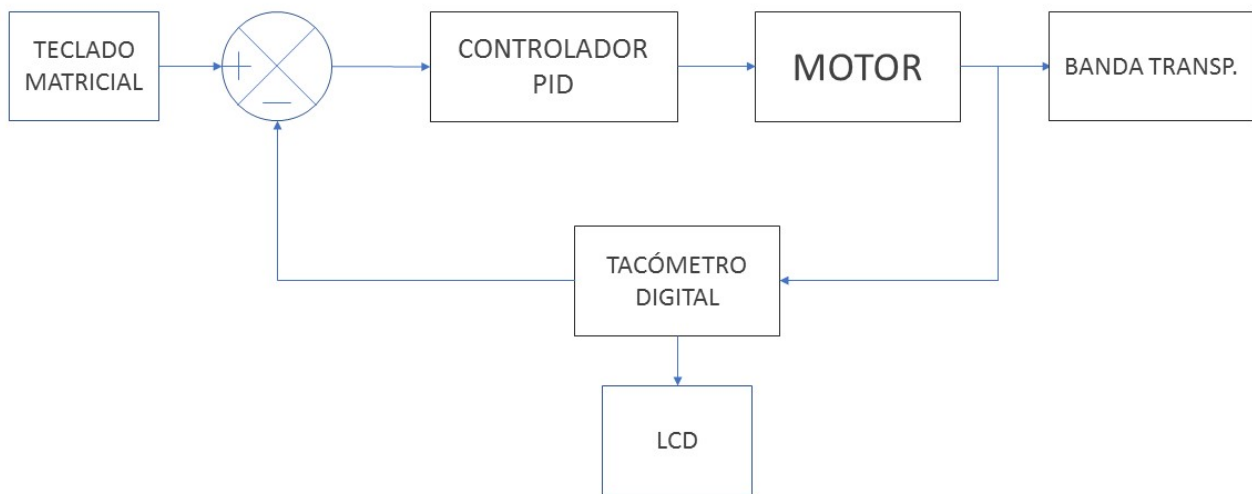 TECLADO
MATRICIAL
+
−
CONTROLADOR
PID
MOTOR
BANDA TRANSP.
TACÓMETRO
DIGITAL
LCD